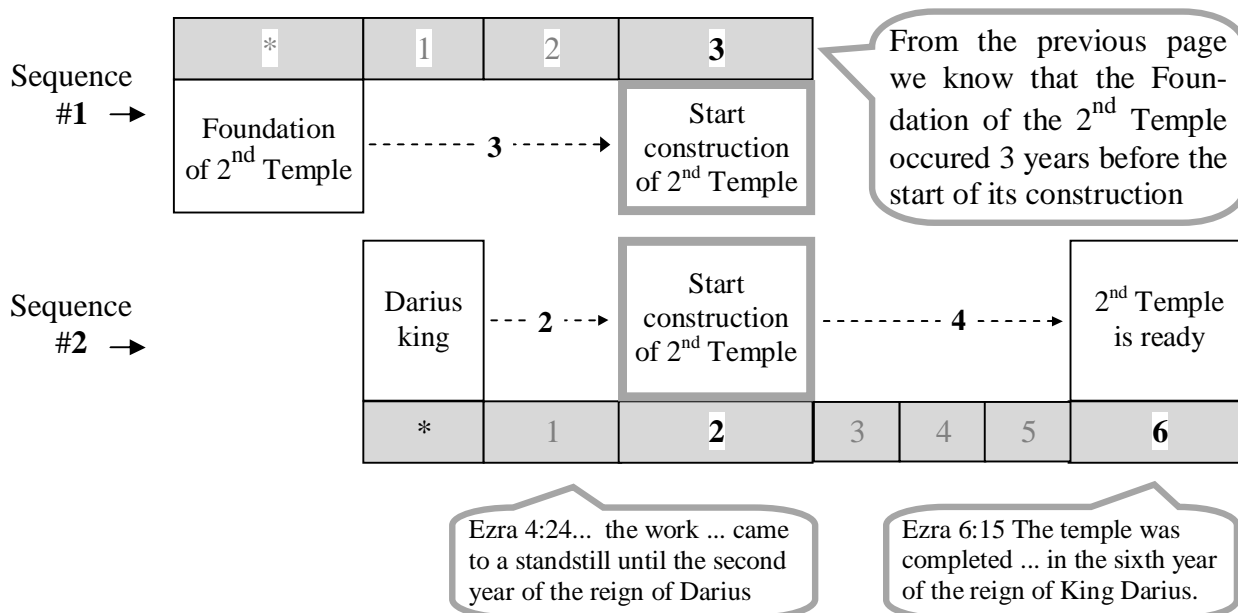 * 1 2 3
Sequence
#1
Foundation
of 2nd Temple
3
Start
construction
of 2nd Temple
From the previous page
we know that the Foun-
dation of the 2nd Temple
occured 3 years before the
start of its construction
Sequence
#2
Darius
king
2
Start
construction
of 2nd Temple
4
2nd Temple
is ready
* 1 2 3 4 5 6
Ezra 4:24... the work ... came
to a standstill until the second
year of the reign of Darius
Ezra 6:15 The temple was
completed ... in the sixth year
of the reign of King Darius.